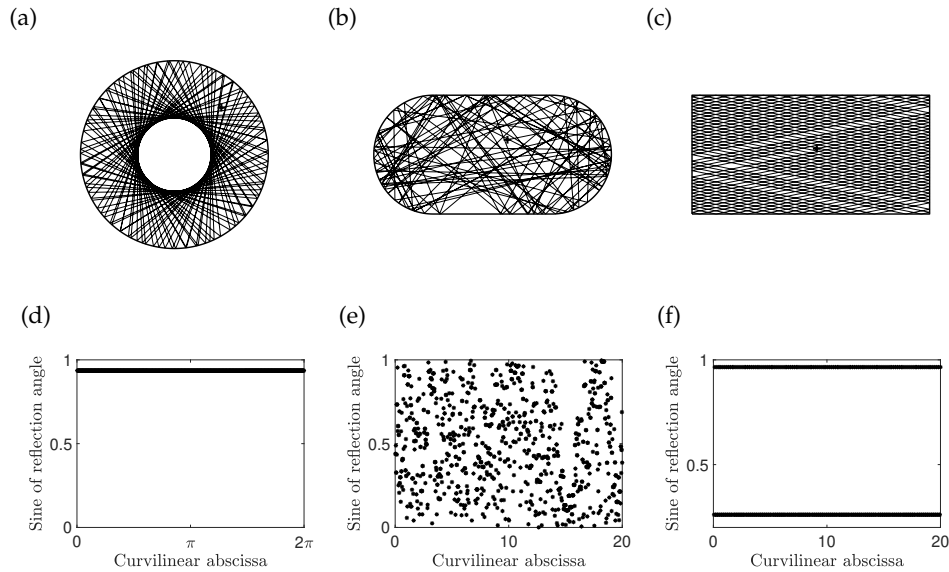 (a)
(b)
(c)
(d)
Sine of reflection angle
1
0.5
0
0
π
2π
Curvilinear abscissa
(e)
Sine of reflection angle
1
0.5
0
0
10
20
Curvilinear abscissa
(f)
Sine of reflection angle
1
0.5
0
10
20
Curvilinear abscissa